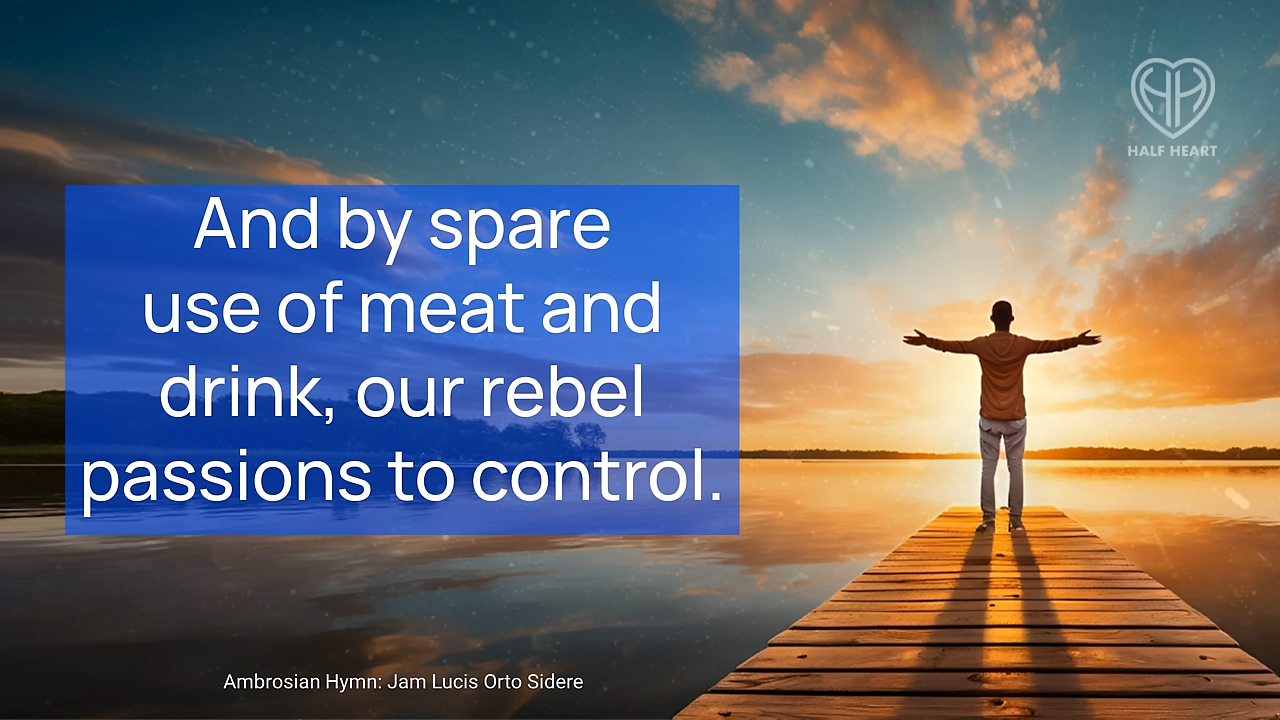 HALF HEART
And by spare
use of meat and
drink, our rebel
passions to control.
Ambrosian Hymn: Jam Lucis Orto Sidere